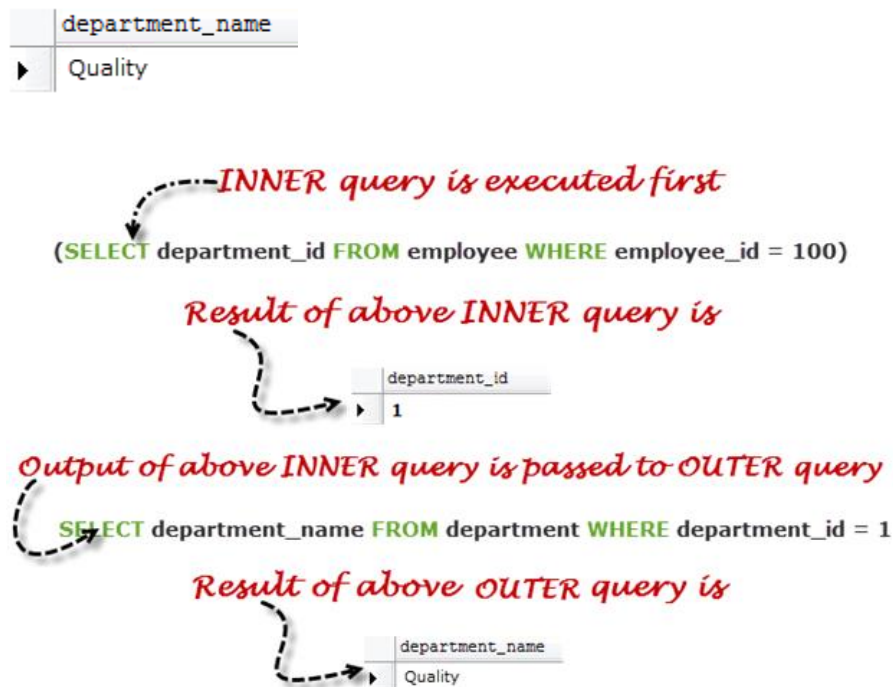 department_name
Quality
INNER query is executed first
(SELECT department_id FROM employee WHERE employee_id = 100)
Result of above INNER query is
department_id
1
Output of above INNER query is passed to OUTER query
SELECT department_name FROM department WHERE department_id = 1
Result of above OUTER query is
department_name
Quality